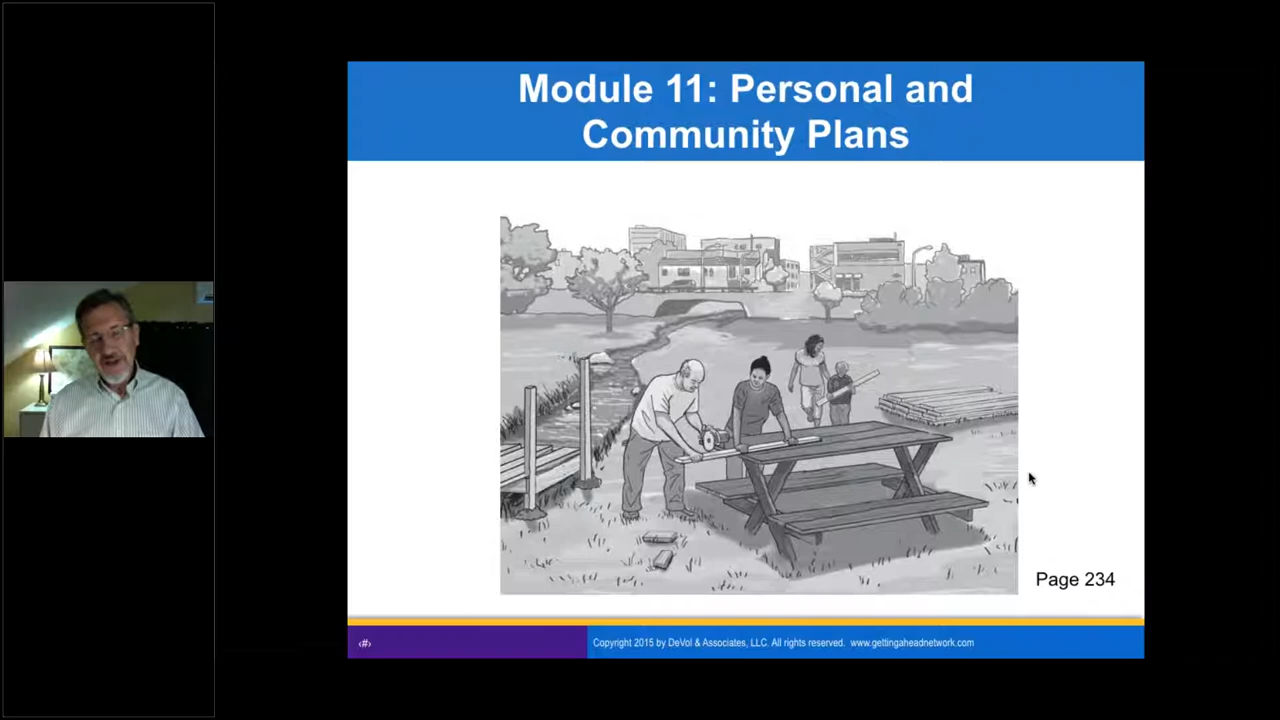 Module 11: Personal and
Community Plans
Page 234
‹#›
Copyright 2015 by DeVol & Associates, LLC. All rights reserved. www.gettingaheadnetwork.com